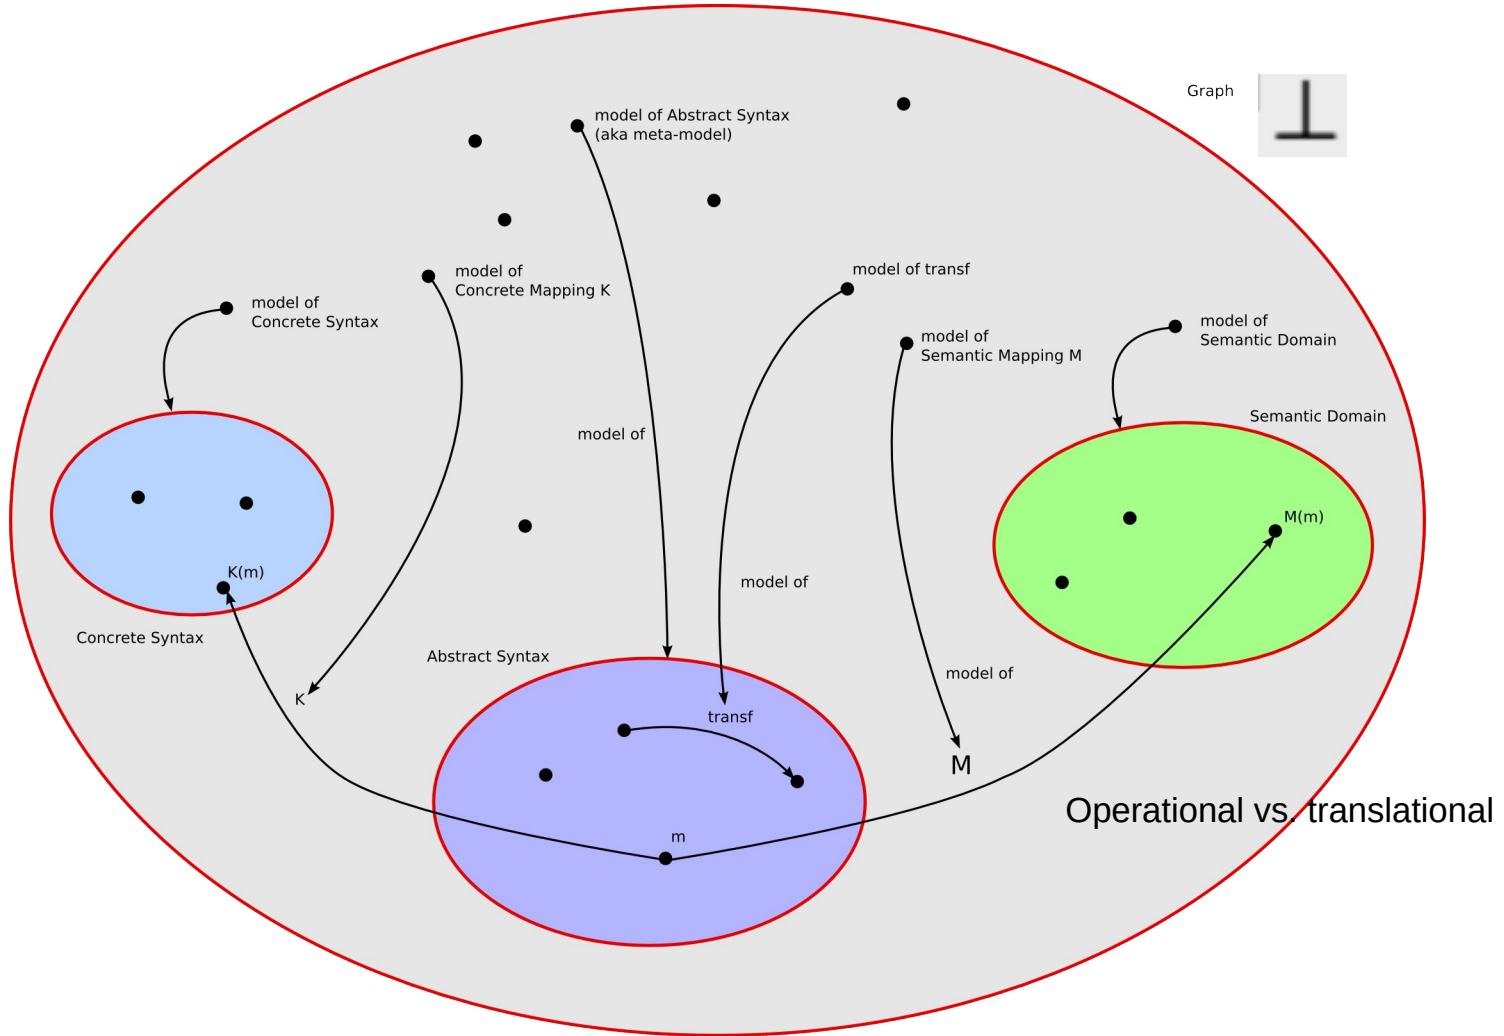 Graph
model of Abstract Syntax
(aka meta-model)
model of
Concrete Mapping K
model of transf
model of
Concrete Syntax
model of
Semantic Mapping M
model of
Semantic Domain
Semantic Domain
model of
M(m)
K(m)
model of
Concrete Syntax
Abstract Syntax
model of
K
transf
M
Operational vs. translational
m